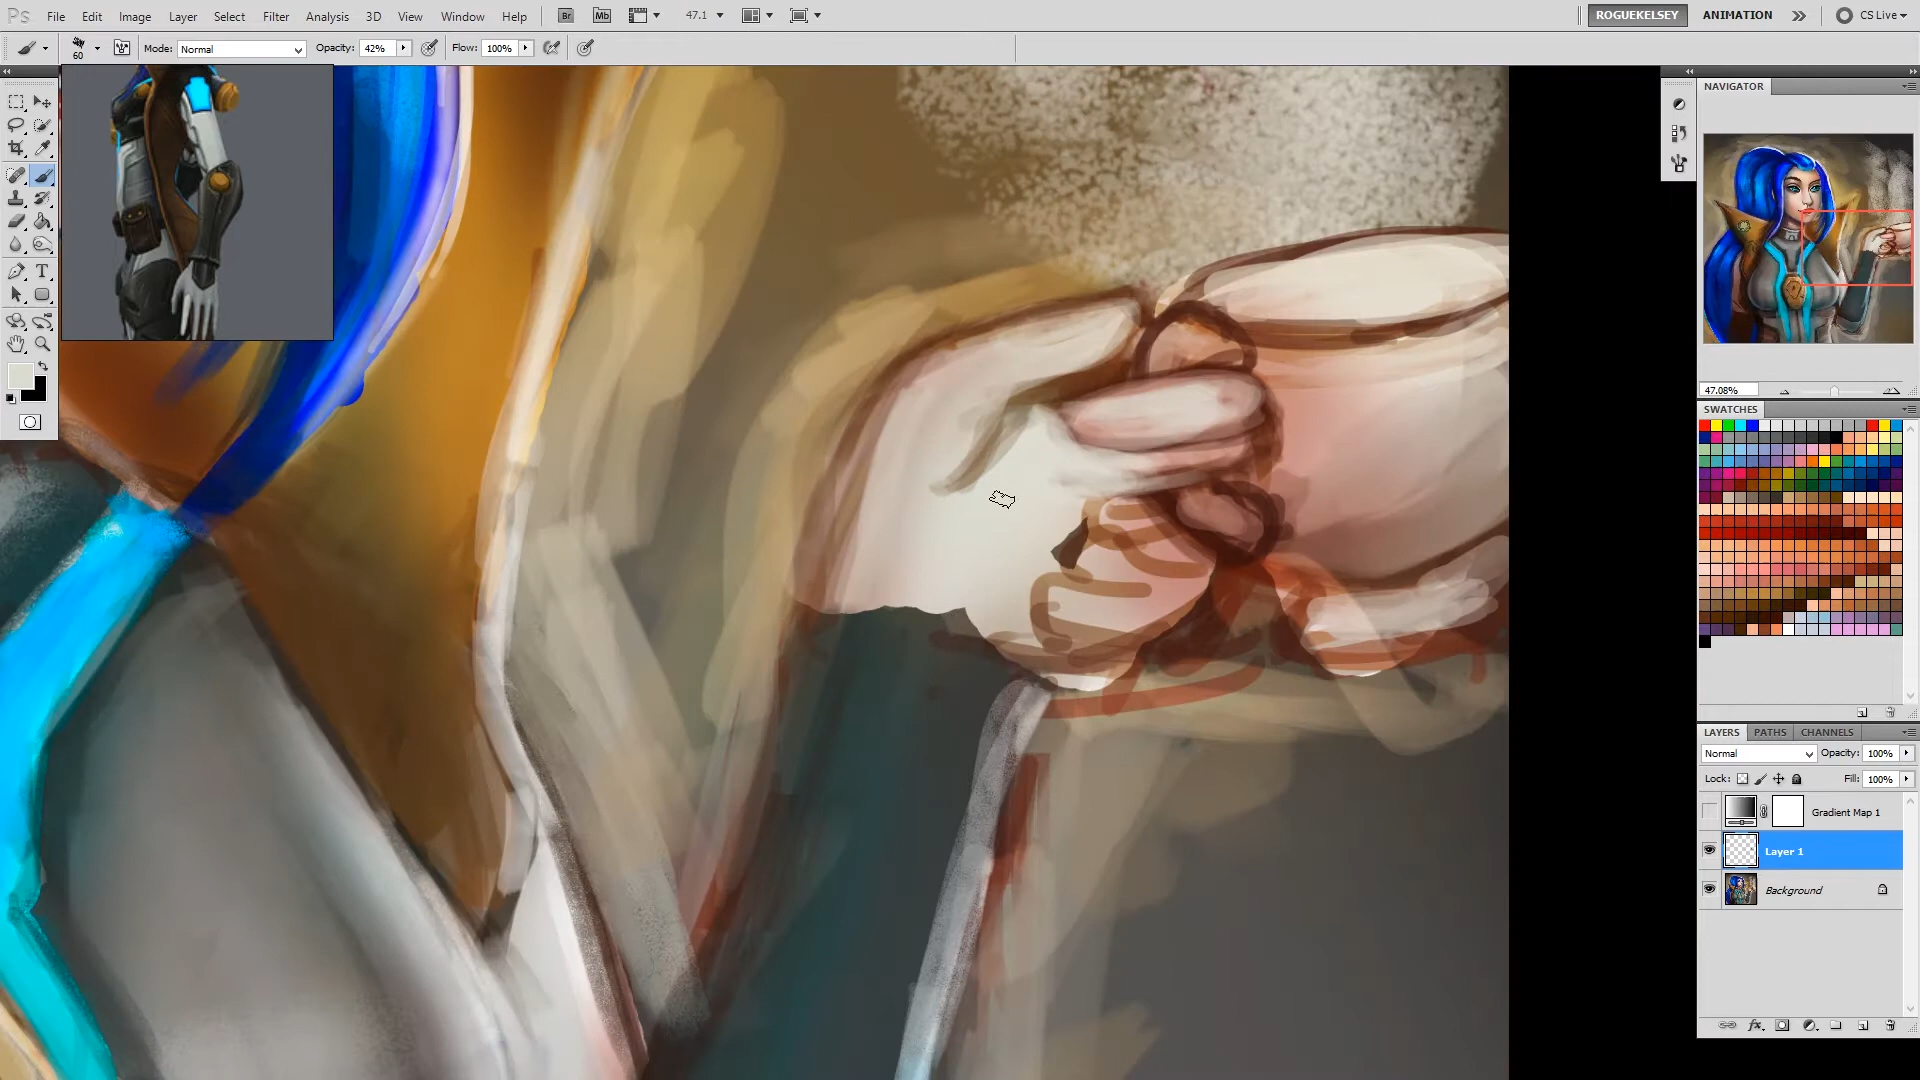 Ps File Edit Image Layer Select Filter Analysis 3D View Window Help Br Mb 47.1 ROGUEKELSEY ANIMATION CS Live
60 Mode: Normal Opacity: 42% Flow: 100%
NAVIGATOR
47.08%
SWATCHES
LAYERS PATHS CHANNELS
Normal Opacity: 100%
Lock: Fill: 100%
Gradient Map 1
Layer 1
Background
fx
T